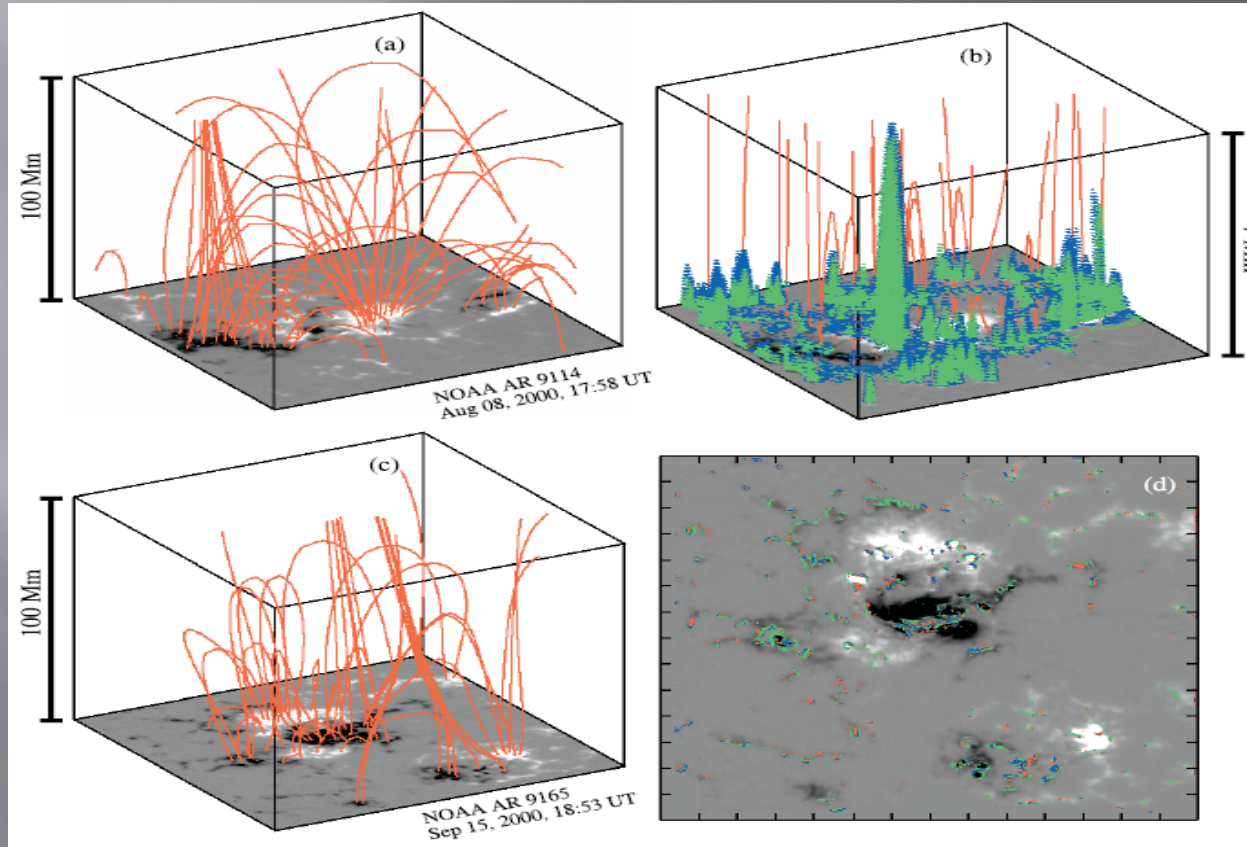 (a)
100 Mm
NOAA AR 9114
Aug 08, 2000, 17:58 UT
(b)
(c)
100 Mm
NOAA AR 9165
Sep 15, 2000, 18:53 UT
(d)